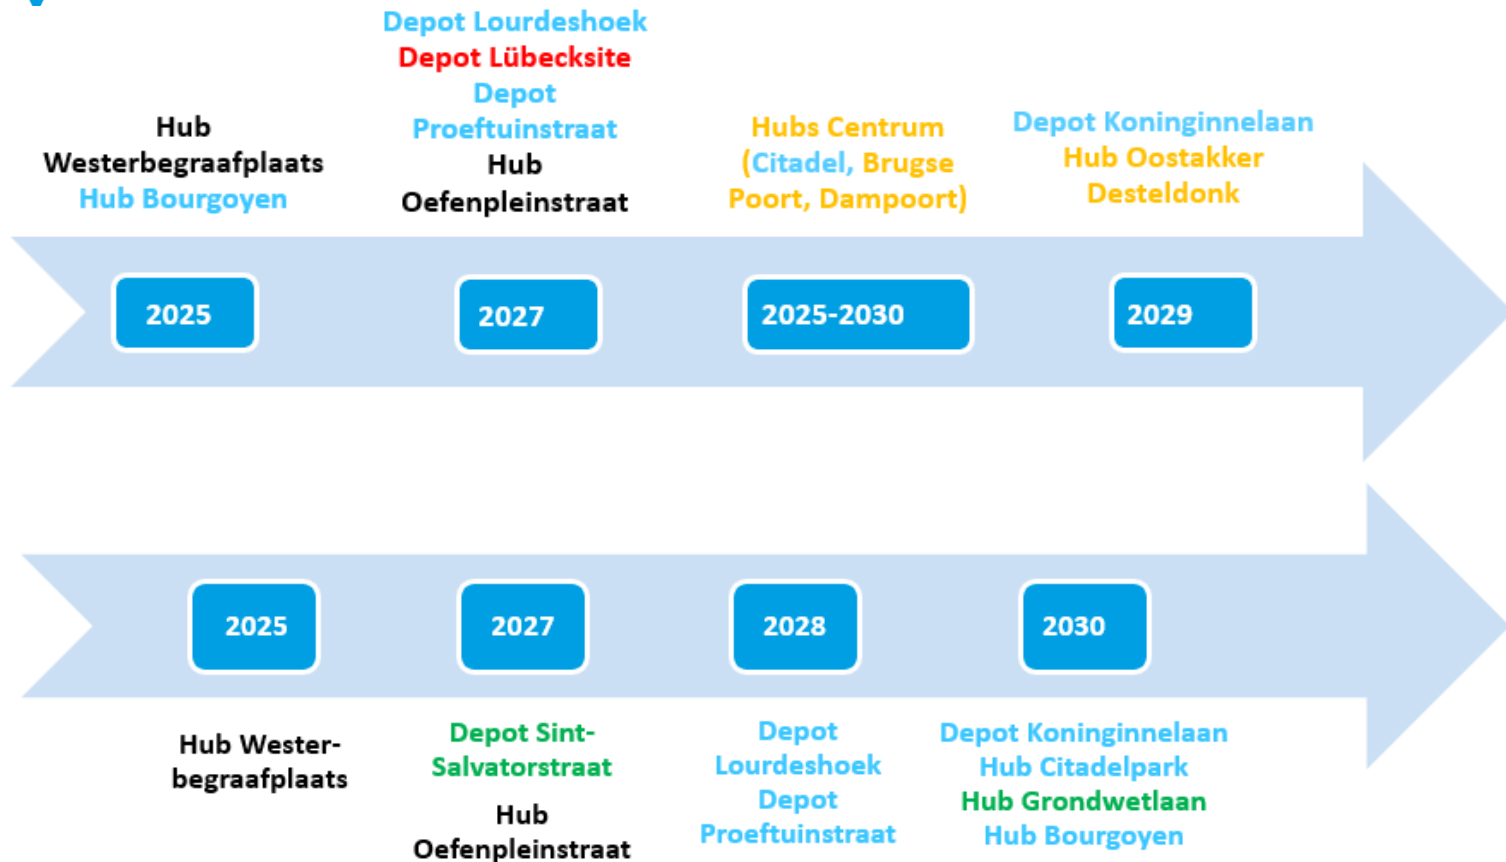 Hub
Westerbegraafplaats
Hub Bourgoyen
Depot Lourdeshoek
Depot Lübecksite
Depot
Proeftuinstraat
Hub
Oefenpleinstraat
Hubs Centrum
(Citadel, Brugse
Poort, Dampoort)
Depot Koninginnelaan
Hub Oostakker
Desteldonk
2025
2027
2025-2030
2029
2025
2027
2028
2030
Hub Wester-
begraafplaats
Depot Sint-
Salvatorstraat
Hub
Oefenpleinstraat
Depot
Lourdeshoek
Depot
Proeftuinstraat
Depot Koninginnelaan
Hub Citadelpark
Hub Grondwetlaan
Hub Bourgoyen